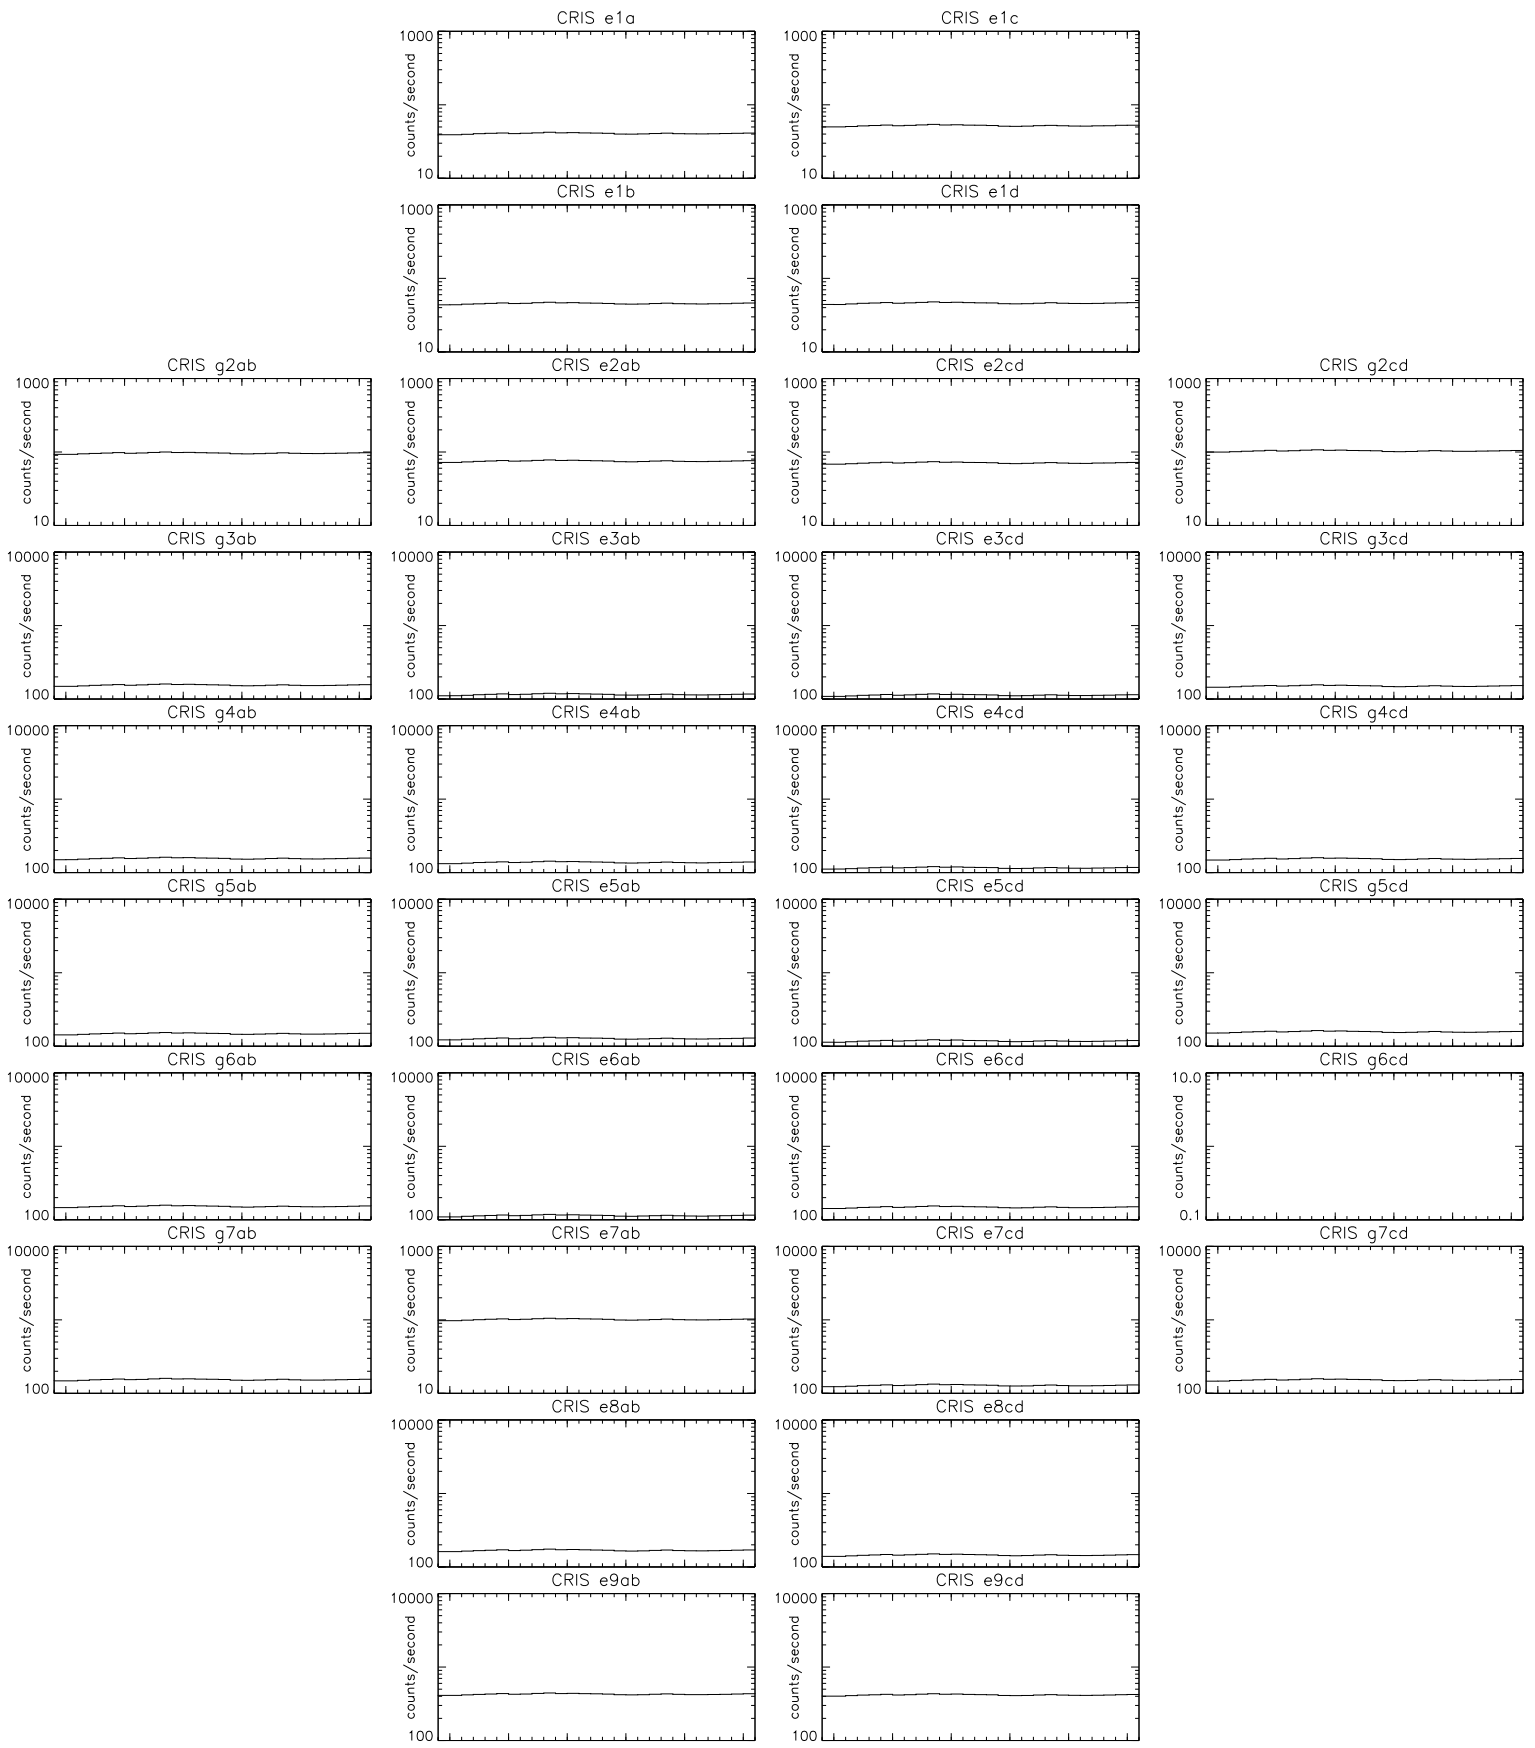 CRIS e1a
CRIS e1c
1000
counts/second
10
1000
counts/second
10
CRIS e1b
CRIS e1d
1000
counts/second
10
1000
counts/second
10
CRIS g2ab
CRIS e2ab
CRIS e2cd
CRIS g2cd
1000
counts/second
10
1000
counts/second
10
1000
counts/second
10
1000
counts/second
10
CRIS g3ab
CRIS e3ab
CRIS e3cd
CRIS g3cd
10000
counts/second
100
10000
counts/second
100
10000
counts/second
100
10000
counts/second
100
CRIS g4ab
CRIS e4ab
CRIS e4cd
CRIS g4cd
10000
counts/second
100
10000
counts/second
100
10000
counts/second
100
10000
counts/second
100
CRIS g5ab
CRIS e5ab
CRIS e5cd
CRIS g5cd
10000
counts/second
100
10000
counts/second
100
10000
counts/second
100
10000
counts/second
100
CRIS g6ab
CRIS e6ab
CRIS e6cd
CRIS g6cd
10000
counts/second
100
10000
counts/second
100
10000
counts/second
100
10.0
counts/second
0.1
CRIS g7ab
CRIS e7ab
CRIS e7cd
CRIS g7cd
10000
counts/second
100
1000
counts/second
10
10000
counts/second
100
10000
counts/second
100
CRIS e8ab
CRIS e8cd
10000
counts/second
100
10000
counts/second
100
CRIS e9ab
CRIS e9cd
10000
counts/second
100
10000
counts/second
100